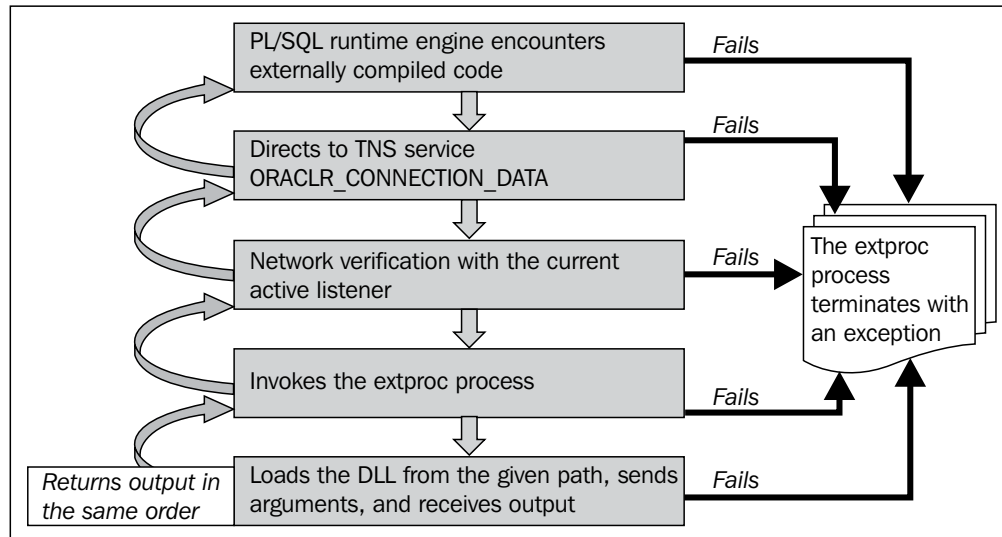 PL/SQL runtime engine encounters
externally compiled code
Fails
Directs to TNS service
ORACLR_CONNECTION_DATA
Fails
Network verification with the current
active listener
Fails
The extproc
process
terminates with
an exception
Invokes the extproc process
Fails
Loads the DLL from the given path, sends
arguments, and receives output
Fails
Returns output in
the same order